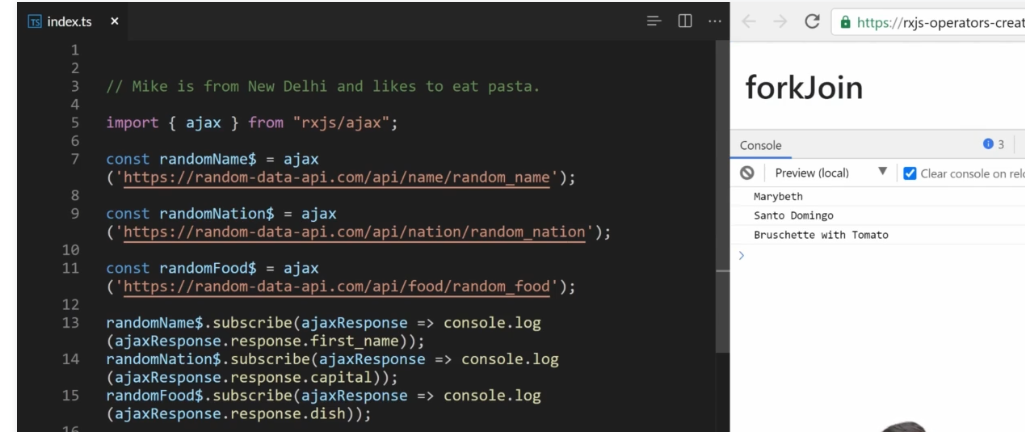 TS index.ts ×
https://rxjs-operators-creat
1
2
3 // Mike is from New Delhi and likes to eat pasta.
4
5 import { ajax } from "rxjs/ajax";
6
7 const randomName$ = ajax
('https://random-data-api.com/api/name/random_name');
8
9 const randomNation$ = ajax
('https://random-data-api.com/api/nation/random_nation');
10
11 const randomFood$ = ajax
('https://random-data-api.com/api/food/random_food');
12
13 randomName$.subscribe(ajaxResponse => console.log
(ajaxResponse.response.first_name));
14 randomNation$.subscribe(ajaxResponse => console.log
(ajaxResponse.response.capital));
15 randomFood$.subscribe(ajaxResponse => console.log
(ajaxResponse.response.dish));
16
forkJoin
Console 3
Preview (local) ▼ Clear console on relo
Marybeth
Santo Domingo
Bruschette with Tomato
>